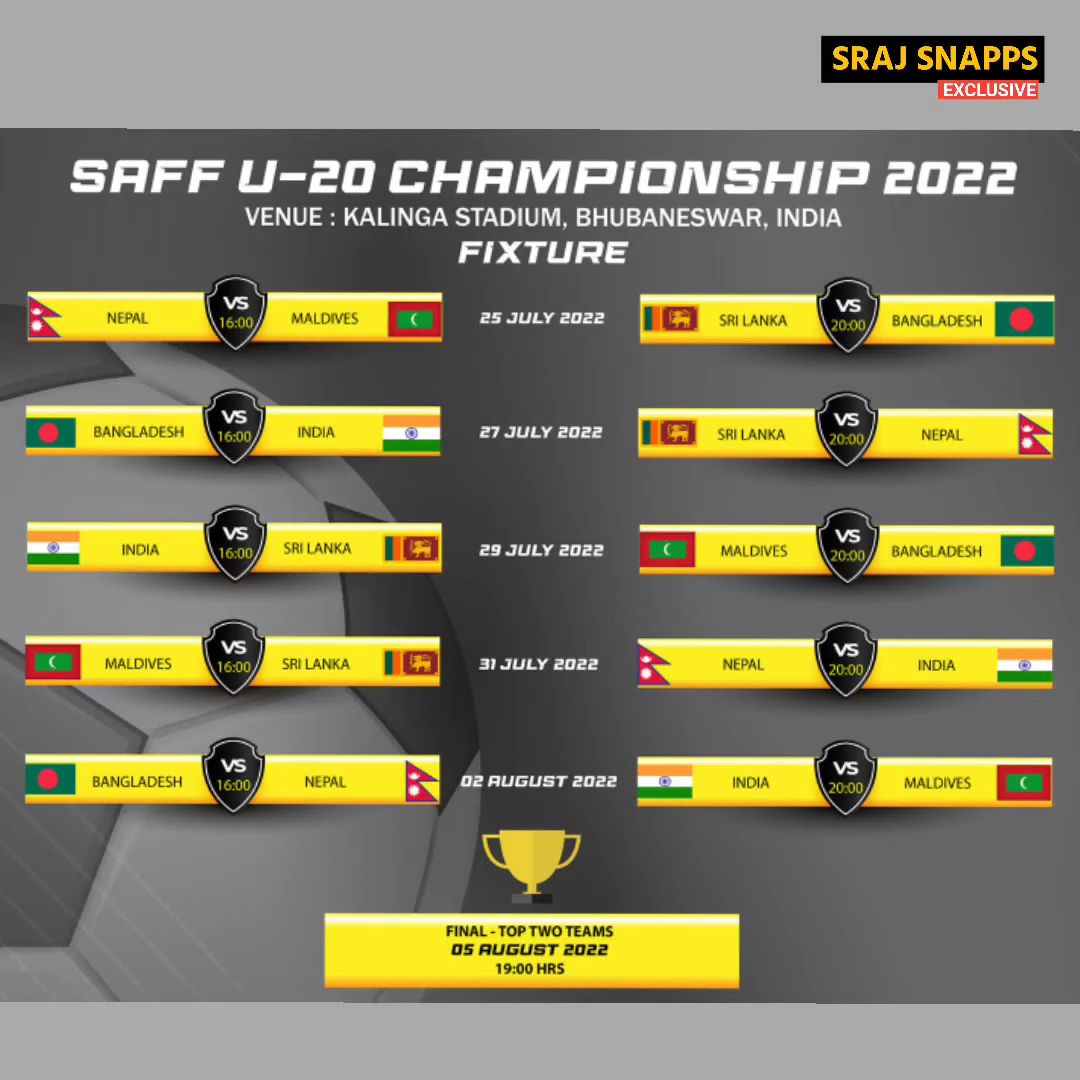 SRAJ SNAPPS
EXCLUSIVE
SAFF U-20 CHAMPIONSHIP 2022
VENUE : KALINGA STADIUM, BHUBANESWAR, INDIA
FIXTURE
NEPAL VS 16:00 MALDIVES 25 JULY 2022 SRI LANKA VS 20:00 BANGLADESH
BANGLADESH VS 16:00 INDIA 27 JULY 2022 SRI LANKA VS 20:00 NEPAL
INDIA VS 16:00 SRI LANKA 29 JULY 2022 MALDIVES VS 20:00 BANGLADESH
MALDIVES VS 16:00 SRI LANKA 31 JULY 2022 NEPAL VS 20:00 INDIA
BANGLADESH VS 16:00 NEPAL 02 AUGUST 2022 INDIA VS 20:00 MALDIVES
FINAL - TOP TWO TEAMS
05 AUGUST 2022
19:00 HRS